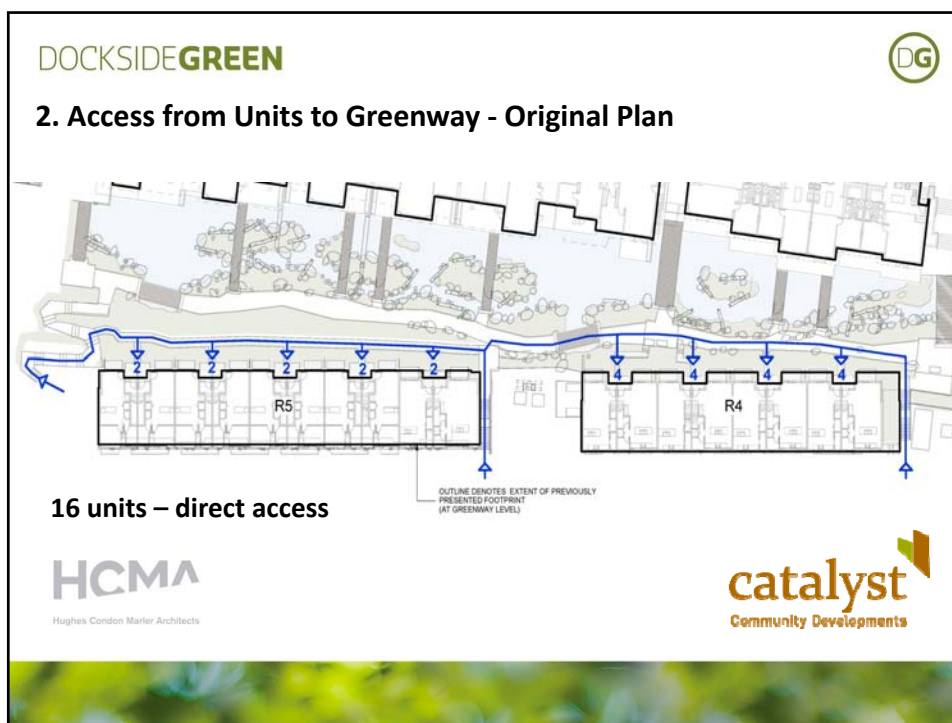 DOCKSIDEGREEN
DG
2. Access from Units to Greenway - Original Plan
2 2 2 2 2
4 4 4 4
R5
R4
OUTLINE DENOTES EXTENT OF PREVIOUSLY
PRESENTED FOOTPRINT
(AT GREENWAY LEVEL)
16 units – direct access
HCMA
Hughes Condon Marler Architects
catalyst
Community Developments